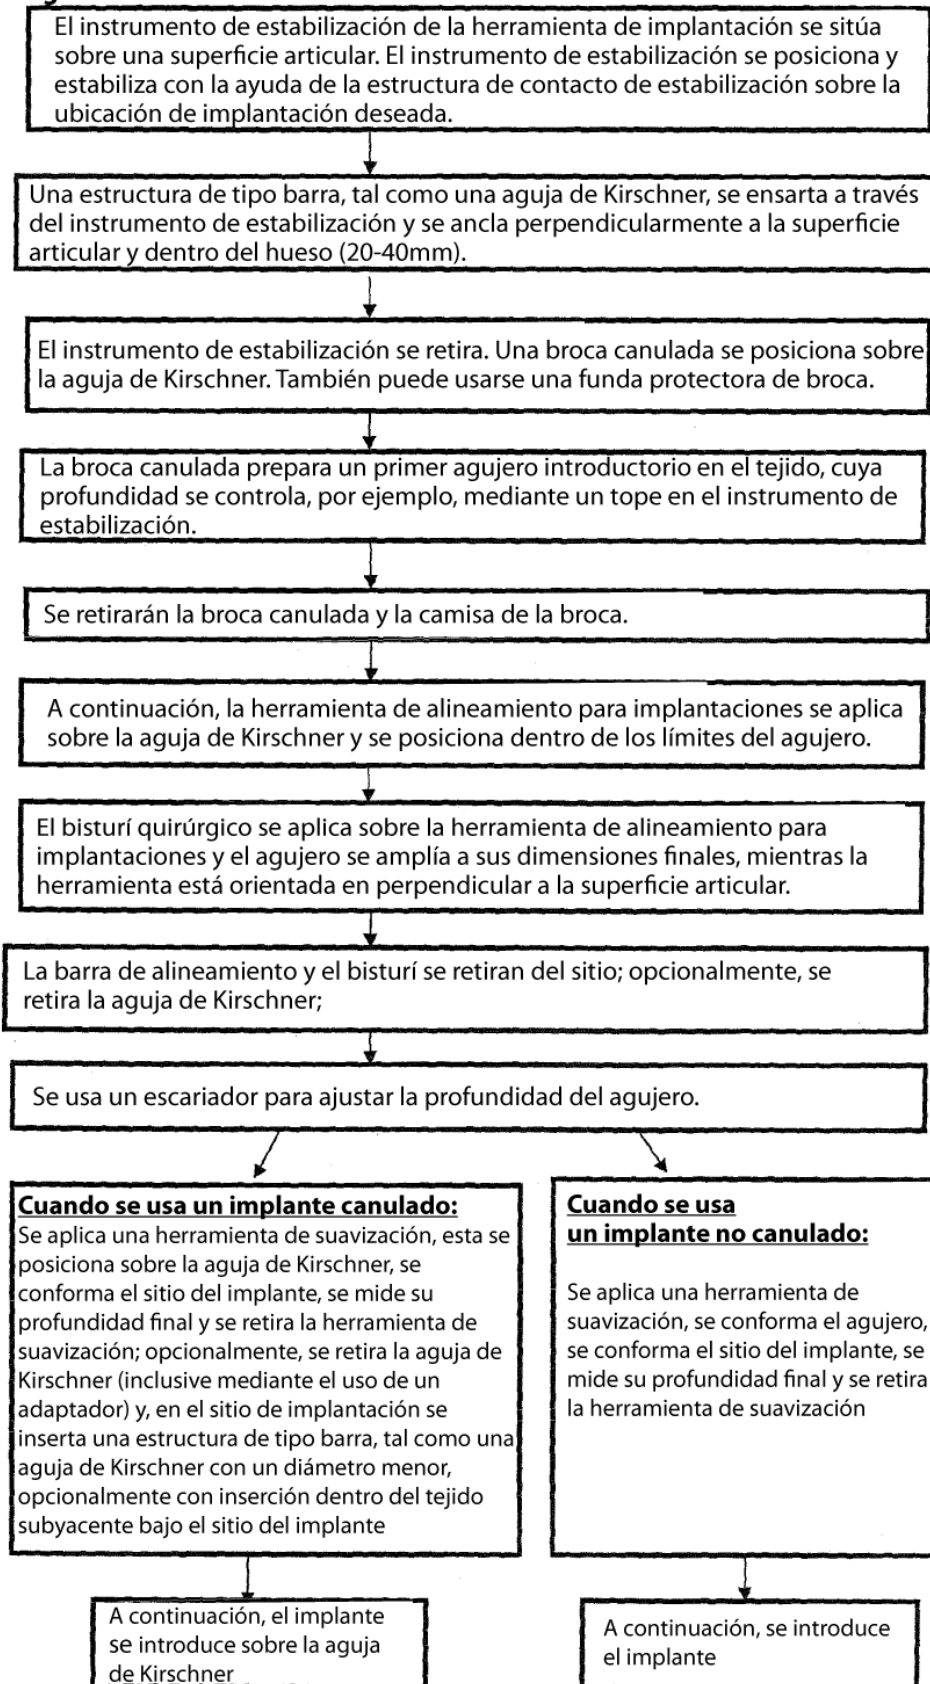 El instrumento de estabilización de la herramienta de implantación se sitúa
sobre una superficie articular. El instrumento de estabilización se posiciona y
estabiliza con la ayuda de la estructura de contacto de estabilización sobre la
ubicación de implantación deseada.
Una estructura de tipo barra, tal como una aguja de Kirschner, se ensarta a través
del instrumento de estabilización y se ancla perpendicularmente a la superficie
articular y dentro del hueso (20-40mm).
El instrumento de estabilización se retira. Una broca canulada se posiciona sobre
la aguja de Kirschner. También puede usarse una funda protectora de broca.
La broca canulada prepara un primer agujero introductorio en el tejido, cuya
profundidad se controla, por ejemplo, mediante un tope en el instrumento de
estabilización.
Se retirarán la broca canulada y la camisa de la broca.
A continuación, la herramienta de alineamiento para implantaciones se aplica
sobre la aguja de Kirschner y se posiciona dentro de los límites del agujero.
El bisturí quirúrgico se aplica sobre la herramienta de alineamiento para
implantaciones y el agujero se amplía a sus dimensiones finales, mientras la
herramienta está orientada en perpendicular a la superficie articular.
La barra de alineamiento y el bisturí se retiran del sitio; opcionalmente, se
retira la aguja de Kirschner;
Se usa un escariador para ajustar la profundidad del agujero.
Cuando se usa un implante canulado:
Se aplica una herramienta de suavización, esta se
posiciona sobre la aguja de Kirschner, se
conforma el sitio del implante, se mide su
profundidad final y se retira la herramienta de
suavización; opcionalmente, se retira la aguja de
Kirschner (inclusive mediante el uso de un
adaptador) y, en el sitio de implantación se
inserta una estructura de tipo barra, tal como una
aguja de Kirschner con un diámetro menor,
opcionalmente con inserción dentro del tejido
subyacente bajo el sitio del implante
Cuando se usa
un implante no canulado:
Se aplica una herramienta de
suavización, se conforma el agujero,
se conforma el sitio del implante, se
mide su profundidad final y se retira
la herramienta de suavización
A continuación, el implante
se introduce sobre la aguja
de Kirschner
A continuación, se introduce
el implante